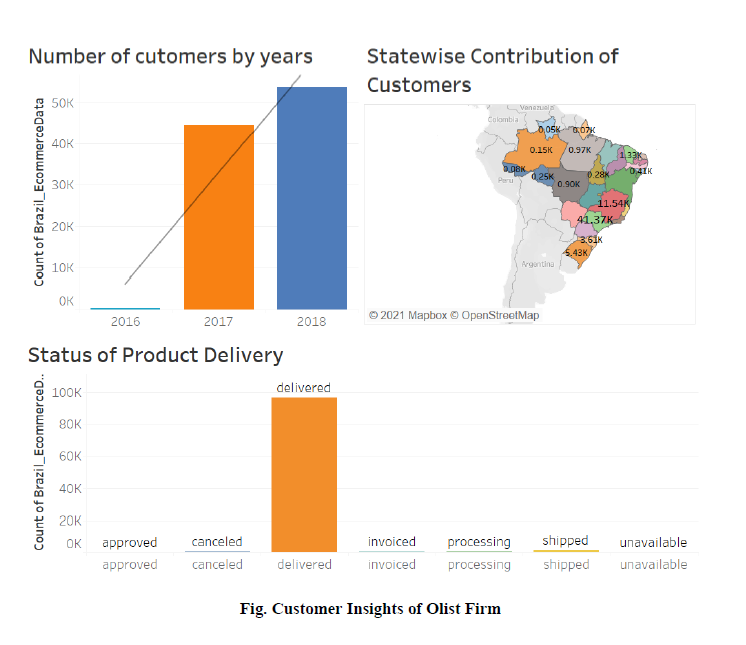 Number of cutomers by years
Count of Brazil_EcommerceData
50K
40K
30K
20K
10K
0K
2016 2017 2018
Statewise Contribution of
Customers
Venezuela
Colombia
0.05K 0.07K
0.15K 0.97K 1.33K
0.08K 0.41K
Peru 0.25K 0.28K
0.90K
11.54K
41.37K
3.61K
5.43K
Argentina
© 2021 Mapbox © OpenStreetMap
Status of Product Delivery
Count of Brazil_EcommerceD..
100K
80K
60K
40K
20K
0K
delivered
approved canceled invoiced processing shipped unavailable
approved canceled delivered invoiced processing shipped unavailable
Fig. Customer Insights of Olist Firm